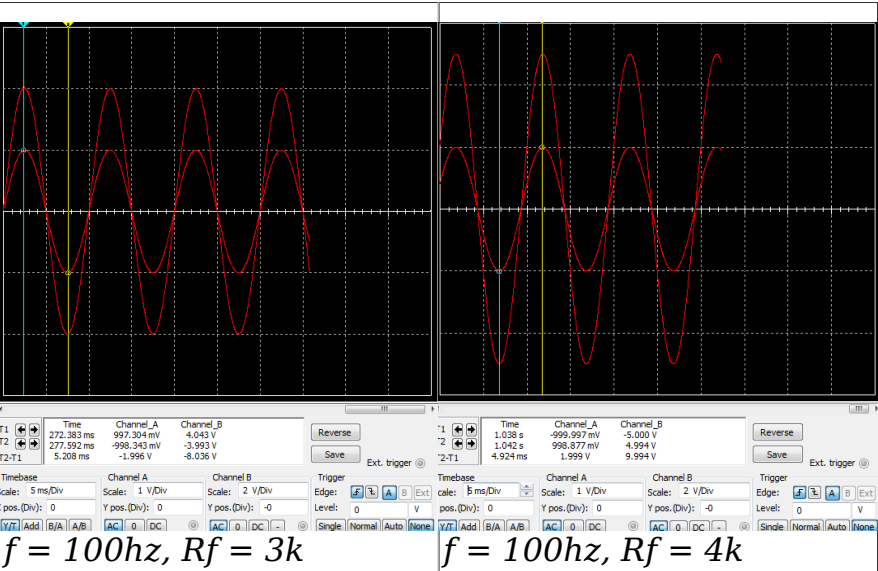 Time Channel_A Channel_B
T1 272.383 ms 997.304 mV 4.043 V
T2 277.592 ms -998.343 mV -3.993 V
T2-T1 5.208 ms -1.996 V -8.036 V
Reverse
Save
Ext. trigger
Timebase Channel A Channel B Trigger
Scale: 5 ms/Div Scale: 1 V/Div Scale: 2 V/Div Edge: A B Ext
X pos.(Div): 0 Y pos.(Div): 0 Y pos.(Div): -0 Level: 0 V
Y/T Add B/A A/B AC 0 DC AC 0 DC - Single Normal Auto None
f = 100hz, Rf = 3k
Time Channel_A Channel_B
T1 1.038 s -999.997 mV -5.000 V
T2 1.042 s 998.877 mV 4.994 V
T2-T1 4.924 ms 1.999 V 9.994 V
Reverse
Save
Ext. trigger
Timebase Channel A Channel B Trigger
cale: 5 ms/Div Scale: 1 V/Div Scale: 2 V/Div Edge: A B Ext
pos.(Div): 0 Y pos.(Div): 0 Y pos.(Div): -0 Level: 0 V
Y/T Add B/A A/B AC 0 DC AC 0 DC - Single Normal Auto None
f = 100hz, Rf = 4k